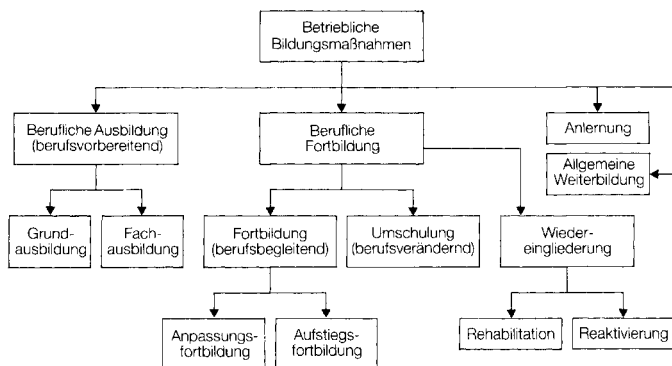 Betriebliche
Bildungsmaßnahmen
Berufliche Ausbildung
(berufsvorbereitend)
Berufliche
Fortbildung
Anlernung
Allgemeine
Weiterbildung
Grund-
ausbildung
Fach-
ausbildung
Fortbildung
(berufsbegleitend)
Umschulung
(berufsverändernd)
Wieder-
eingliederung
Anpassungs-
fortbildung
Aufstiegs-
fortbildung
Rehabilitation
Reaktivierung